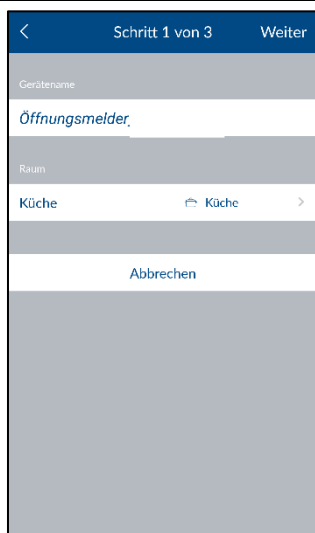 Schritt 1 von 3 Weiter
Gerätename
Öffnungsmelder
Raum
Küche Küche
Abbrechen